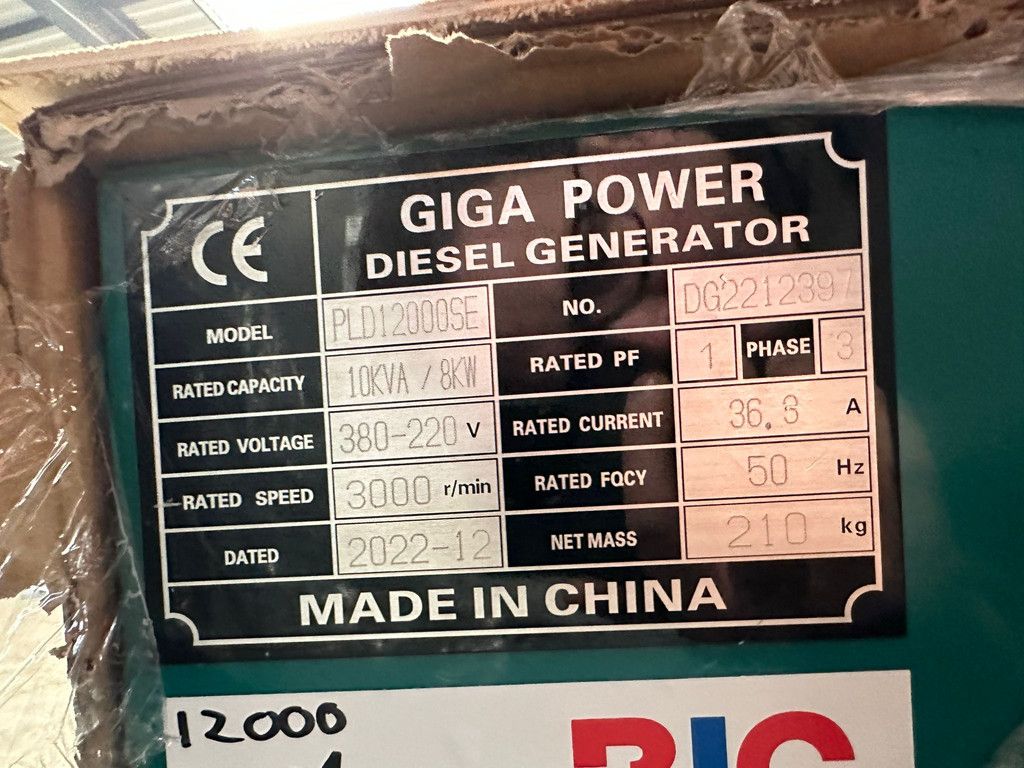 CE
GIGA POWER
DIESEL GENERATOR
MODEL PLD12000SE NO. DG2212397
RATED CAPACITY 10KVA / 8KW RATED PF 1 PHASE 3
RATED VOLTAGE 380-220 V RATED CURRENT 36.3 A
RATED SPEED 3000 r/min RATED FQCY 50 Hz
DATED 2022-12 NET MASS 210 kg
MADE IN CHINA
12000